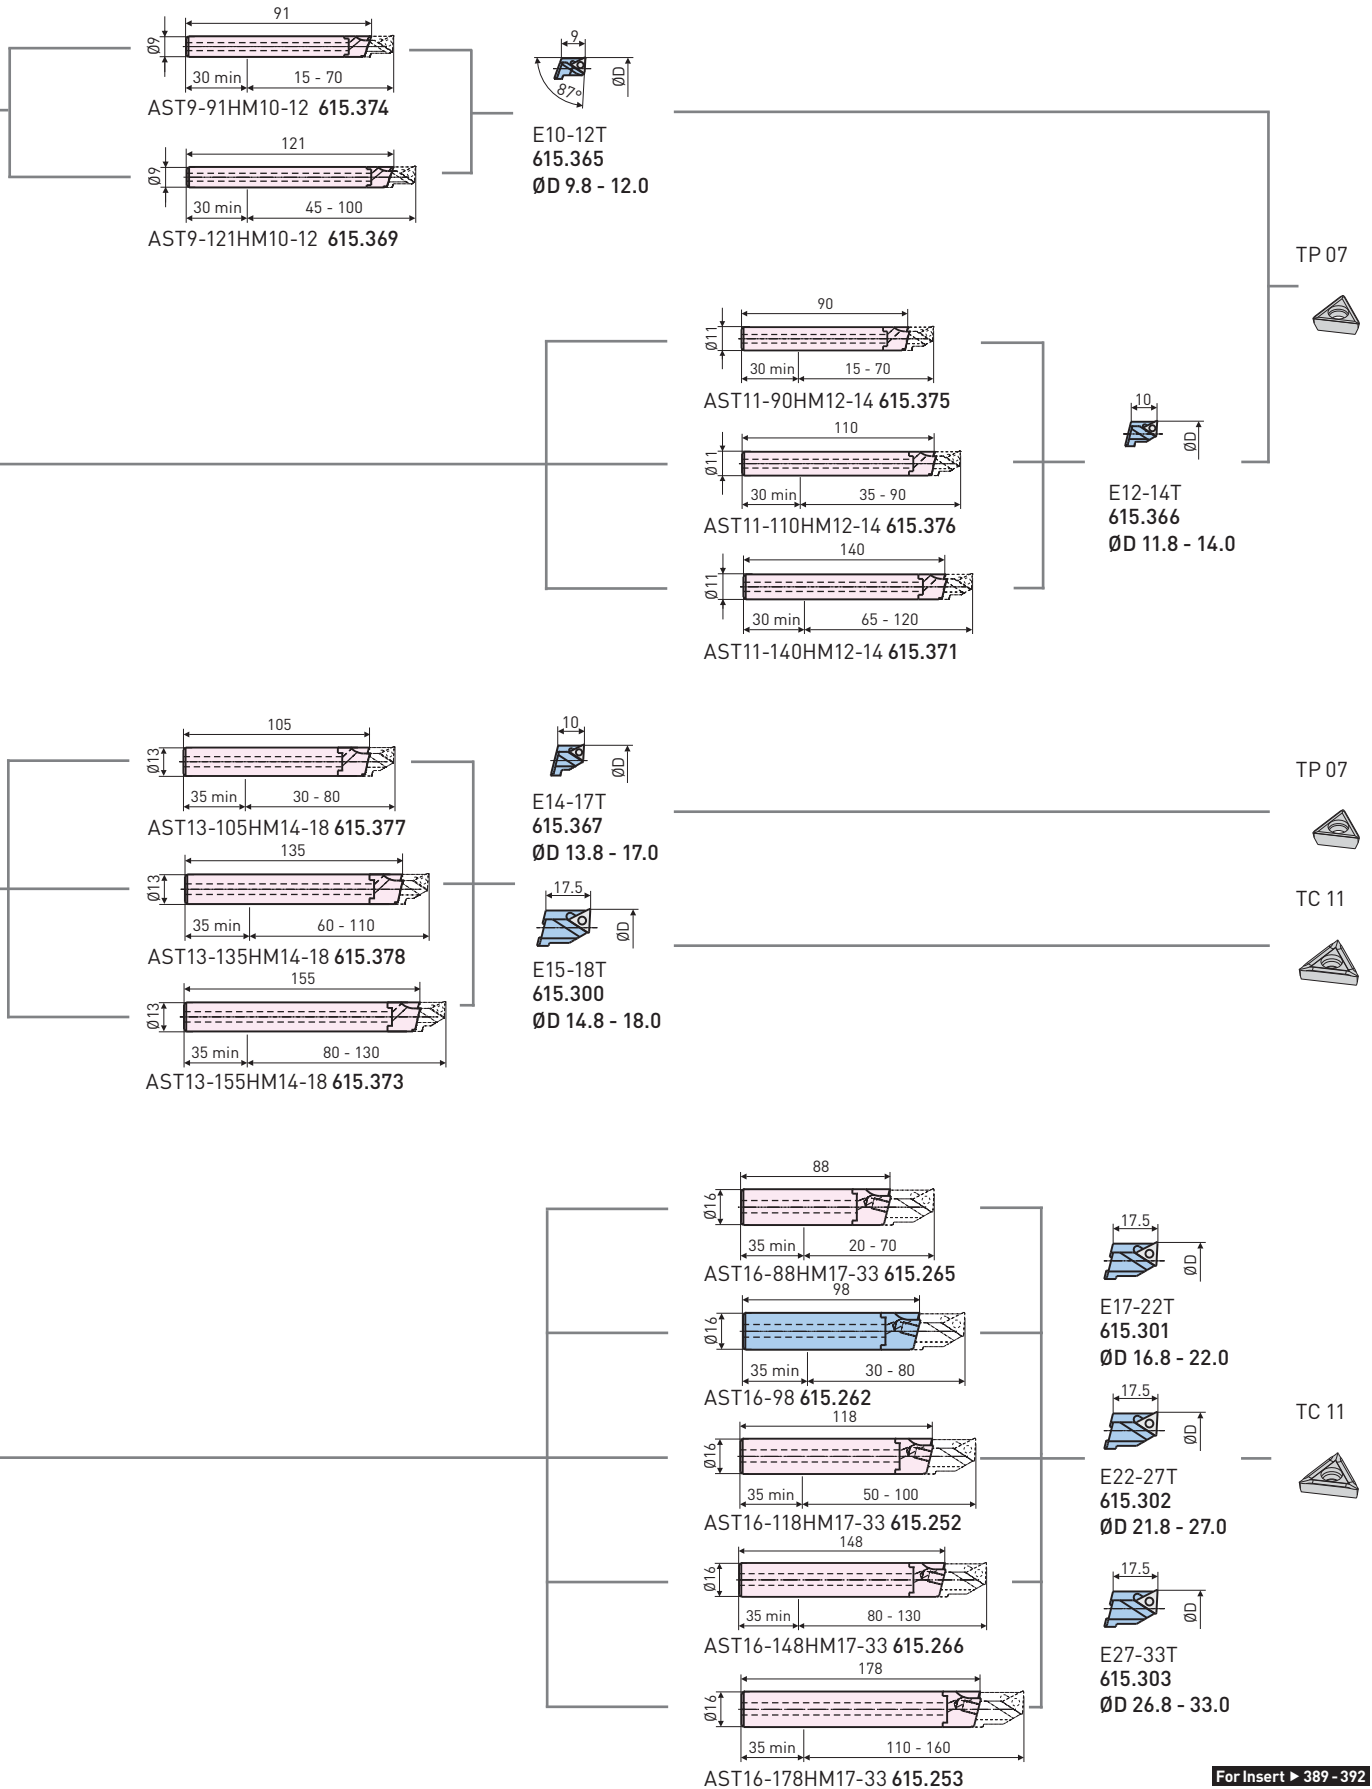 91
Ø9
30 min 15 - 70
AST9-91HM10-12 615.374
121
Ø9
30 min 45 - 100
AST9-121HM10-12 615.369
9
ØD
87°
E10-12T
615.365
ØD 9.8 - 12.0
TP 07
90
Ø11
30 min 15 - 70
AST11-90HM12-14 615.375
110
Ø11
30 min 35 - 90
AST11-110HM12-14 615.376
140
Ø11
30 min 65 - 120
AST11-140HM12-14 615.371
10
ØD
E12-14T
615.366
ØD 11.8 - 14.0
105
Ø13
35 min 30 - 80
AST13-105HM14-18 615.377
135
Ø13
35 min 60 - 110
AST13-135HM14-18 615.378
155
Ø13
35 min 80 - 130
AST13-155HM14-18 615.373
10
ØD
E14-17T
615.367
ØD 13.8 - 17.0
17.5
ØD
E15-18T
615.300
ØD 14.8 - 18.0
TP 07
TC 11
88
Ø16
35 min 20 - 70
AST16-88HM17-33 615.265
98
Ø16
35 min 30 - 80
AST16-98 615.262
118
Ø16
35 min 50 - 100
AST16-118HM17-33 615.252
148
Ø16
35 min 80 - 130
AST16-148HM17-33 615.266
178
Ø16
35 min 110 - 160
AST16-178HM17-33 615.253
17.5
ØD
E17-22T
615.301
ØD 16.8 - 22.0
17.5
ØD
E22-27T
615.302
ØD 21.8 - 27.0
17.5
ØD
E27-33T
615.303
ØD 26.8 - 33.0
TC 11
For Insert ▶ 389 - 392